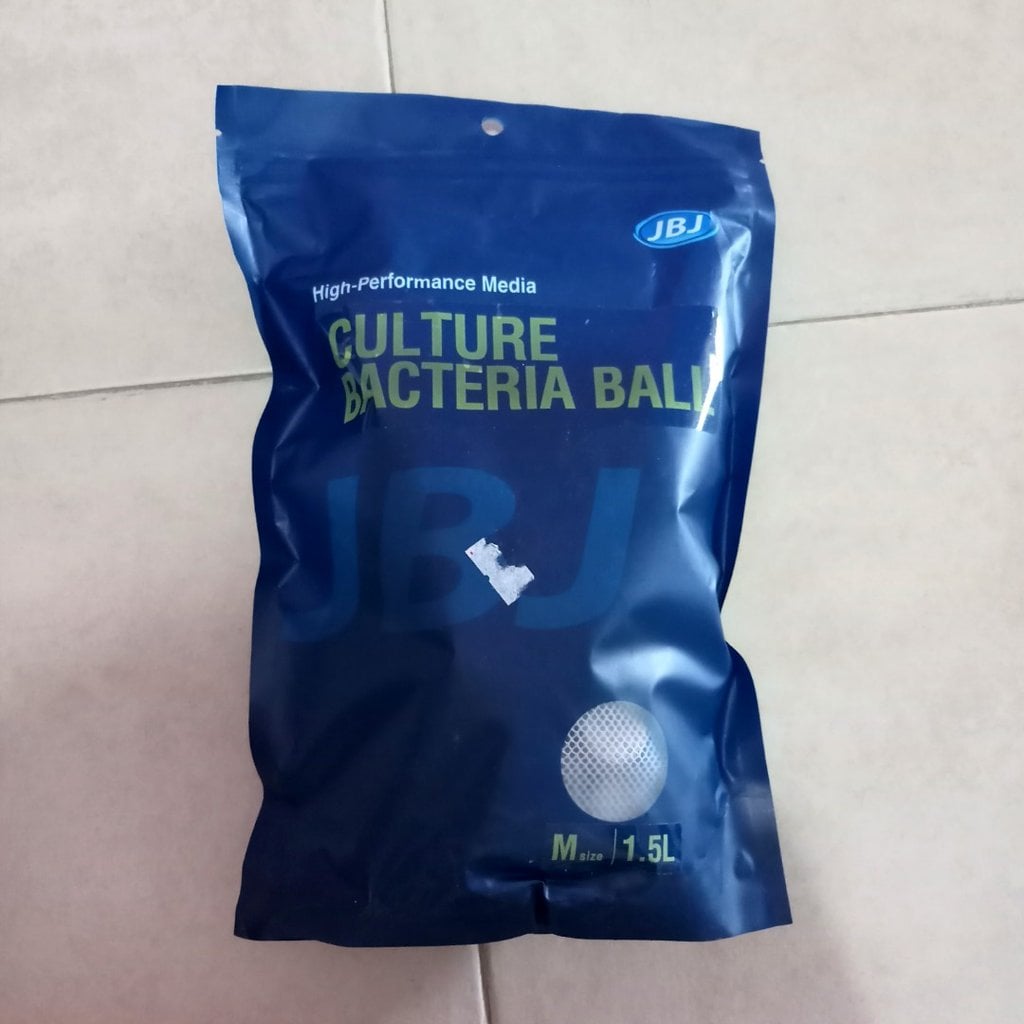 JBJ
High-Performance Media
CULTURE
BACTERIA BALL
JBJ
M size / 1.5L